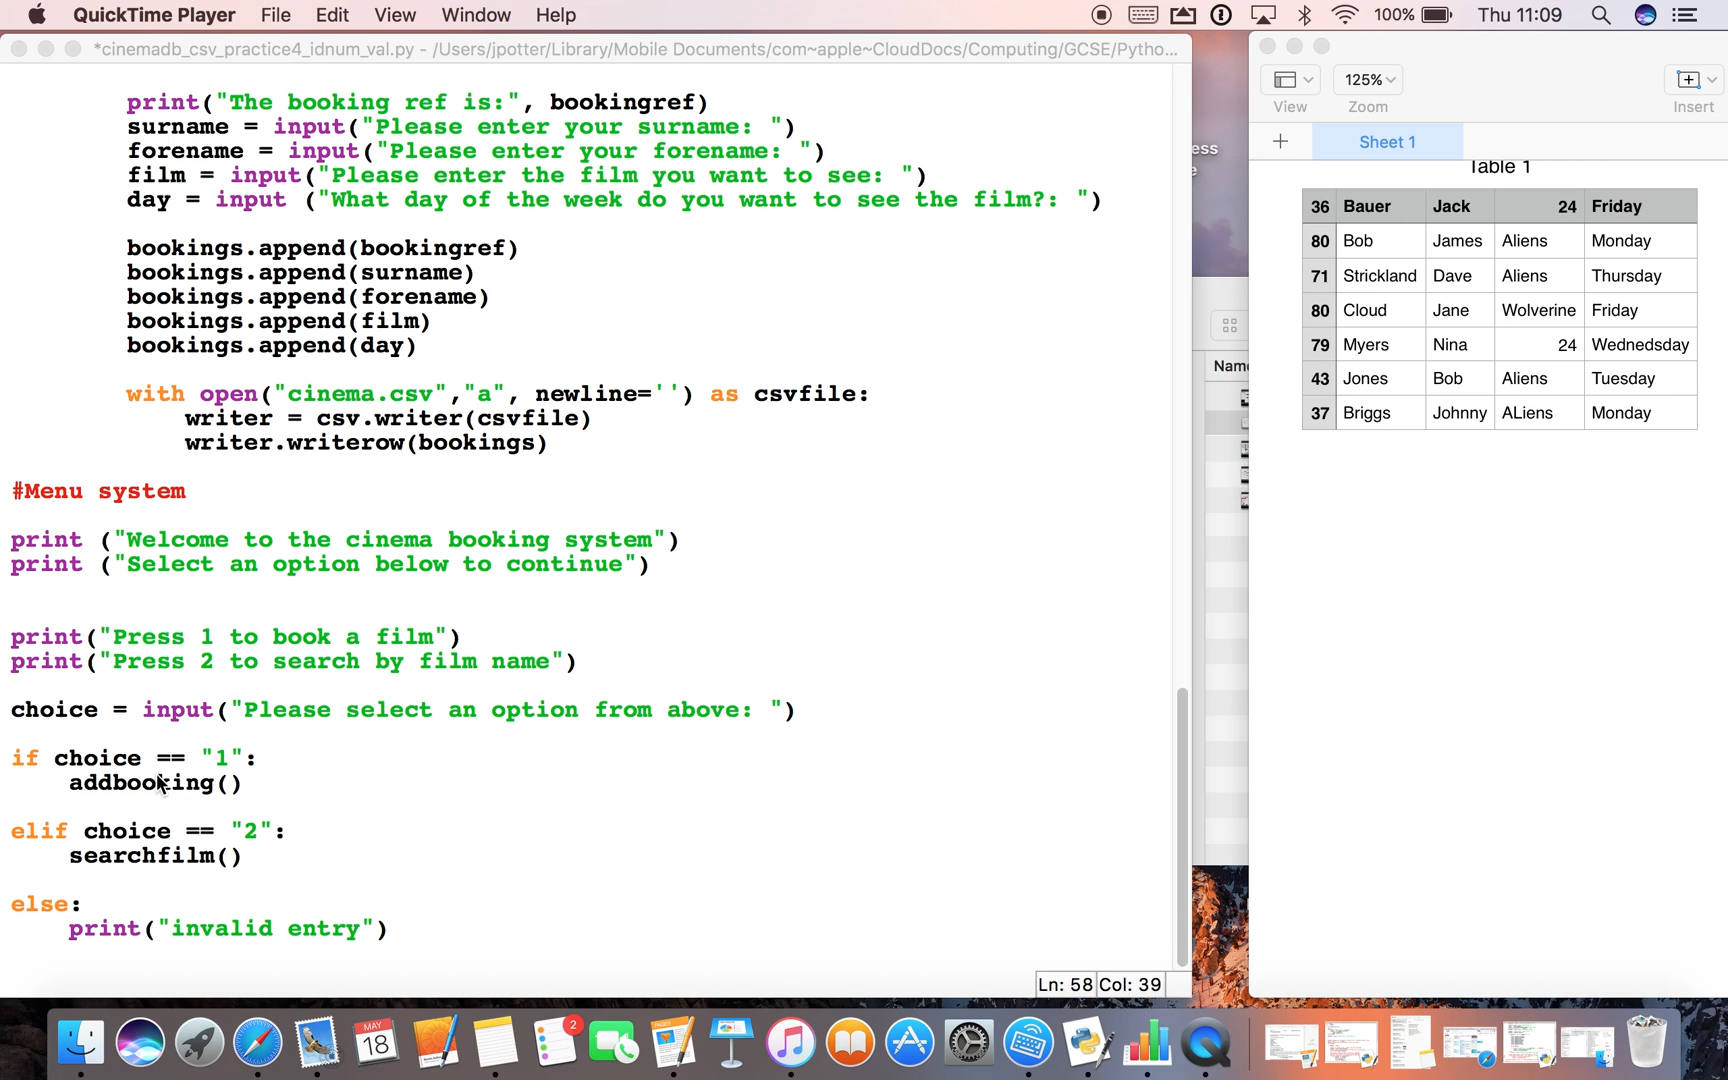 QuickTime Player File Edit View Window Help 100% Thu 11:09
*cinemadb_csv_practice4_idnum_val.py - /Users/jpotter/Library/Mobile Documents/com~apple~CloudDocs/Computing/GCSE/Pytho...
print("The booking ref is:", bookingref)
surname = input("Please enter your surname: ")
forename = input("Please enter your forename: ")
film = input("Please enter the film you want to see: ")
day = input ("What day of the week do you want to see the film?: ")
bookings.append(bookingref)
bookings.append(surname)
bookings.append(forename)
bookings.append(film)
bookings.append(day)
with open("cinema.csv","a", newline='') as csvfile:
writer = csv.writer(csvfile)
writer.writerow(bookings)
#Menu system
print ("Welcome to the cinema booking system")
print ("Select an option below to continue")
print("Press 1 to book a film")
print("Press 2 to search by film name")
choice = input("Please select an option from above: ")
if choice == "1":
addbooking()
elif choice == "2":
searchfilm()
else:
print("invalid entry")
Ln: 58 Col: 39
ess
e
Name
125%
View Zoom Insert
Sheet 1
Table 1
36 Bauer Jack 24 Friday
80 Bob James Aliens Monday
71 Strickland Dave Aliens Thursday
80 Cloud Jane Wolverine Friday
79 Myers Nina 24 Wednedsday
43 Jones Bob Aliens Tuesday
37 Briggs Johnny ALiens Monday
MAY
18
2
PAGES